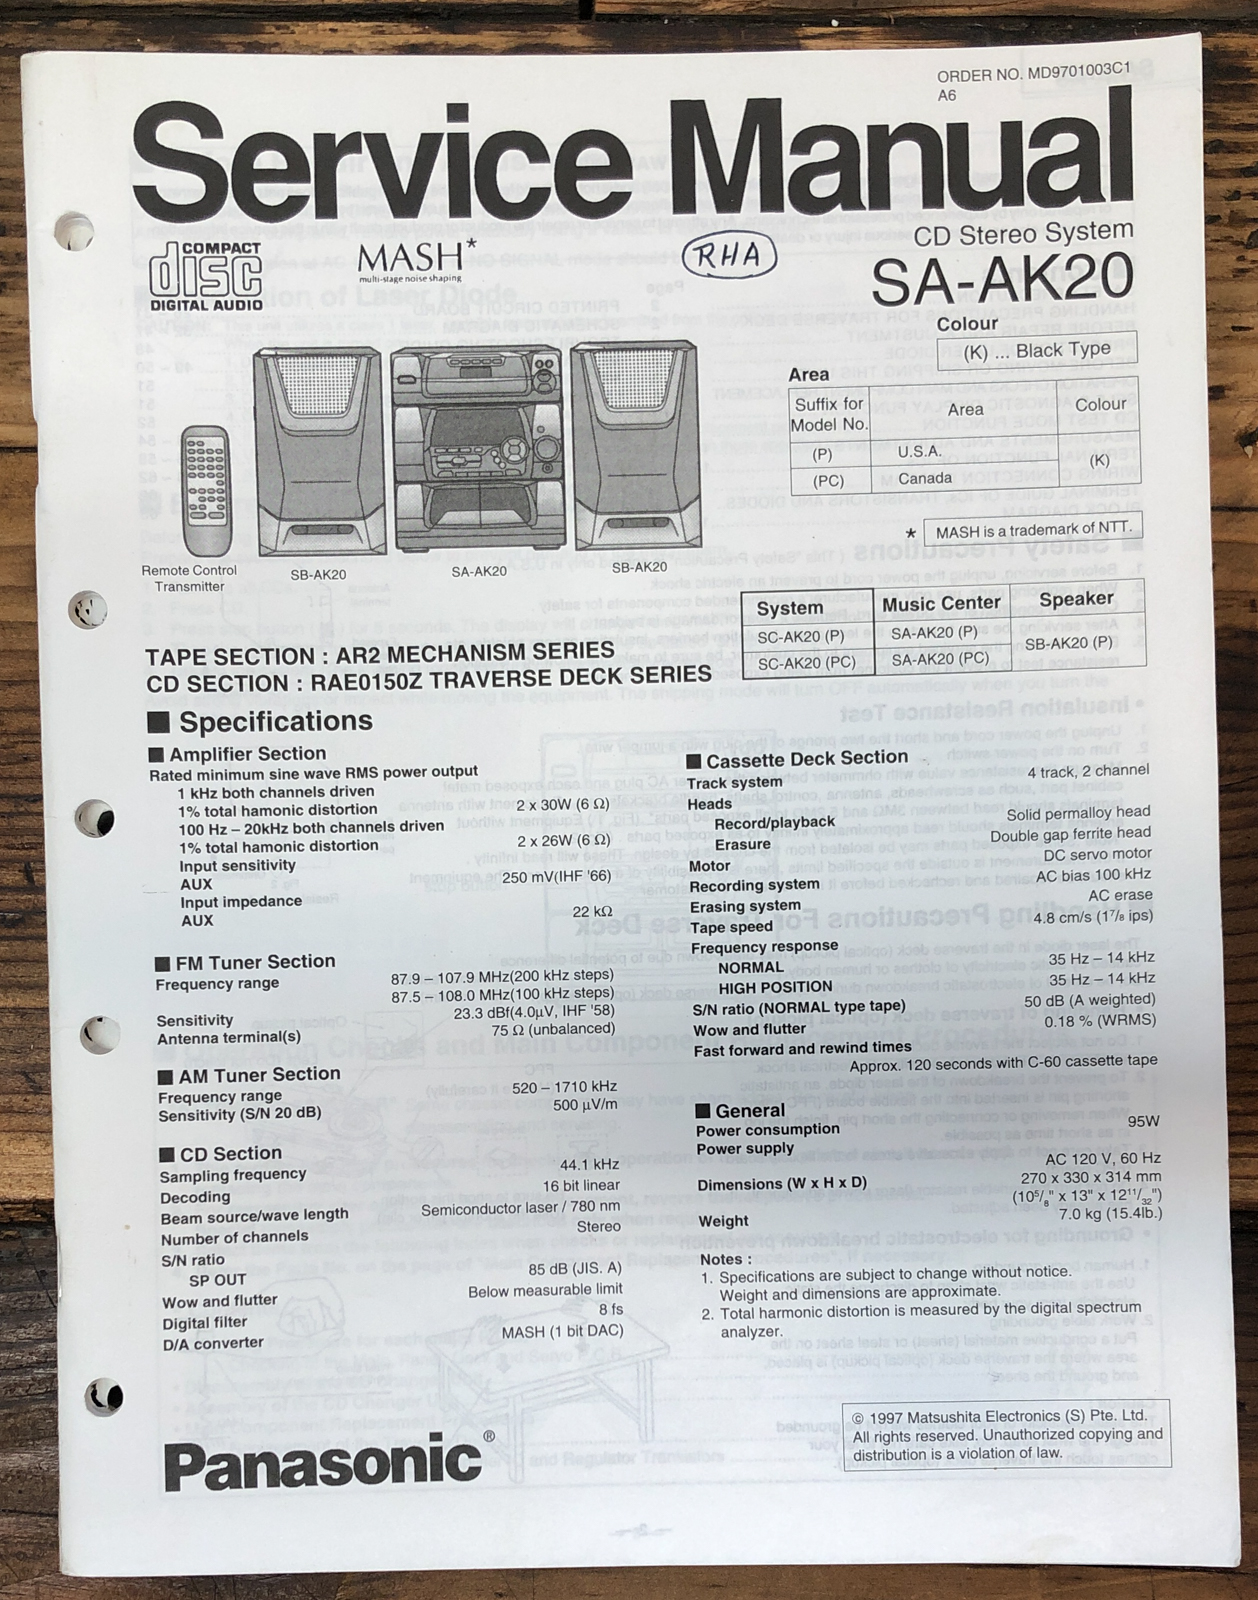 ORDER NO. MD9701003C1
A6
Service Manual
COMPACT
disc
DIGITAL AUDIO
MASH*
multi-stage noise shaping
RHA
CD Stereo System
SA-AK20
Colour
(K) ... Black Type
Area
Suffix for Model No. Area Colour
(P) U.S.A. (K)
(PC) Canada
* MASH is a trademark of NTT.
Remote Control
Transmitter
SB-AK20
SA-AK20
SB-AK20
System Music Center Speaker
SC-AK20 (P) SA-AK20 (P) SB-AK20 (P)
SC-AK20 (PC) SA-AK20 (PC)
TAPE SECTION : AR2 MECHANISM SERIES
CD SECTION : RAE0150Z TRAVERSE DECK SERIES
■ Specifications
■ Amplifier Section
Rated minimum sine wave RMS power output
1 kHz both channels driven
1% total hamonic distortion 2 x 30W (6 Ω)
100 Hz – 20kHz both channels driven
1% total hamonic distortion 2 x 26W (6 Ω)
Input sensitivity
AUX 250 mV(IHF '66)
Input impedance
AUX 22 kΩ
■ FM Tuner Section
Frequency range 87.9 – 107.9 MHz(200 kHz steps)
87.5 – 108.0 MHz(100 kHz steps)
Sensitivity 23.3 dBf(4.0µV, IHF '58)
Antenna terminal(s) 75 Ω (unbalanced)
■ AM Tuner Section
Frequency range 520 – 1710 kHz
Sensitivity (S/N 20 dB) 500 µV/m
■ CD Section
Sampling frequency 44.1 kHz
Decoding 16 bit linear
Beam source/wave length Semiconductor laser / 780 nm
Number of channels Stereo
S/N ratio
SP OUT 85 dB (JIS. A)
Wow and flutter Below measurable limit
Digital filter 8 fs
D/A converter MASH (1 bit DAC)
■ Cassette Deck Section
Track system 4 track, 2 channel
Heads
Record/playback Solid permalloy head
Erasure Double gap ferrite head
Motor DC servo motor
Recording system AC bias 100 kHz
Erasing system AC erase
Tape speed 4.8 cm/s (1⁷/₈ ips)
Frequency response
NORMAL 35 Hz – 14 kHz
HIGH POSITION 35 Hz – 14 kHz
S/N ratio (NORMAL type tape) 50 dB (A weighted)
Wow and flutter 0.18 % (WRMS)
Fast forward and rewind times
Approx. 120 seconds with C-60 cassette tape
■ General
Power consumption 95W
Power supply AC 120 V, 60 Hz
Dimensions (W x H x D) 270 x 330 x 314 mm
(10⁵/₈" x 13" x 12¹¹/₃₂")
Weight 7.0 kg (15.4lb.)
Notes :
1. Specifications are subject to change without notice.
Weight and dimensions are approximate.
2. Total harmonic distortion is measured by the digital spectrum
analyzer.
Panasonic®
© 1997 Matsushita Electronics (S) Pte. Ltd.
All rights reserved. Unauthorized copying and
distribution is a violation of law.